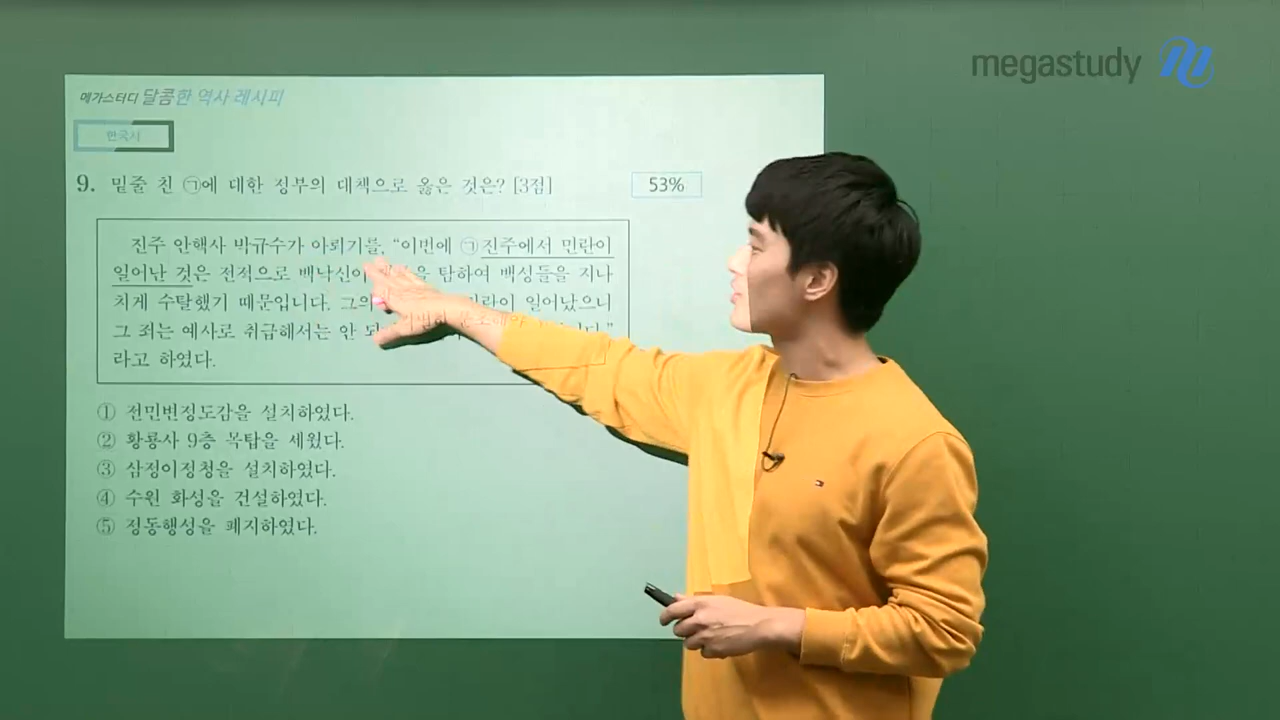 megastudy
메가스터디 달콤한 역사 레시피
한국사
9. 밑줄 친 ㉠에 대한 정부의 대책으로 옳은 것은? [3점]
53%
진주 안핵사 박규수가 아뢰기를, “이번에 ㉠진주에서 민란이
일어난 것은 전적으로 백낙신이 탐하여 백성들을 지나
치게 수탈했기 때문입니다. 그의 민란이 일어났으니
그 죄는 예사로 취급해서는 안
라고 하였다.
① 전민변정도감을 설치하였다.
② 황룡사 9층 목탑을 세웠다.
③ 삼정이정청을 설치하였다.
④ 수원 화성을 건설하였다.
⑤ 정동행성을 폐지하였다.